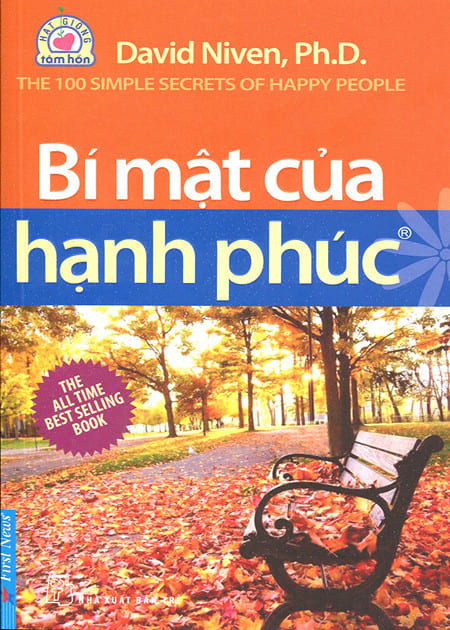 HẠT GIỐNG
tâm hồn
David Niven, Ph.D.
THE 100 SIMPLE SECRETS OF HAPPY PEOPLE
Bí mật của
hạnh phúc®
THE
ALL TIME
BEST SELLING
BOOK
First News
NHÀ XUẤT BẢN TRẺ